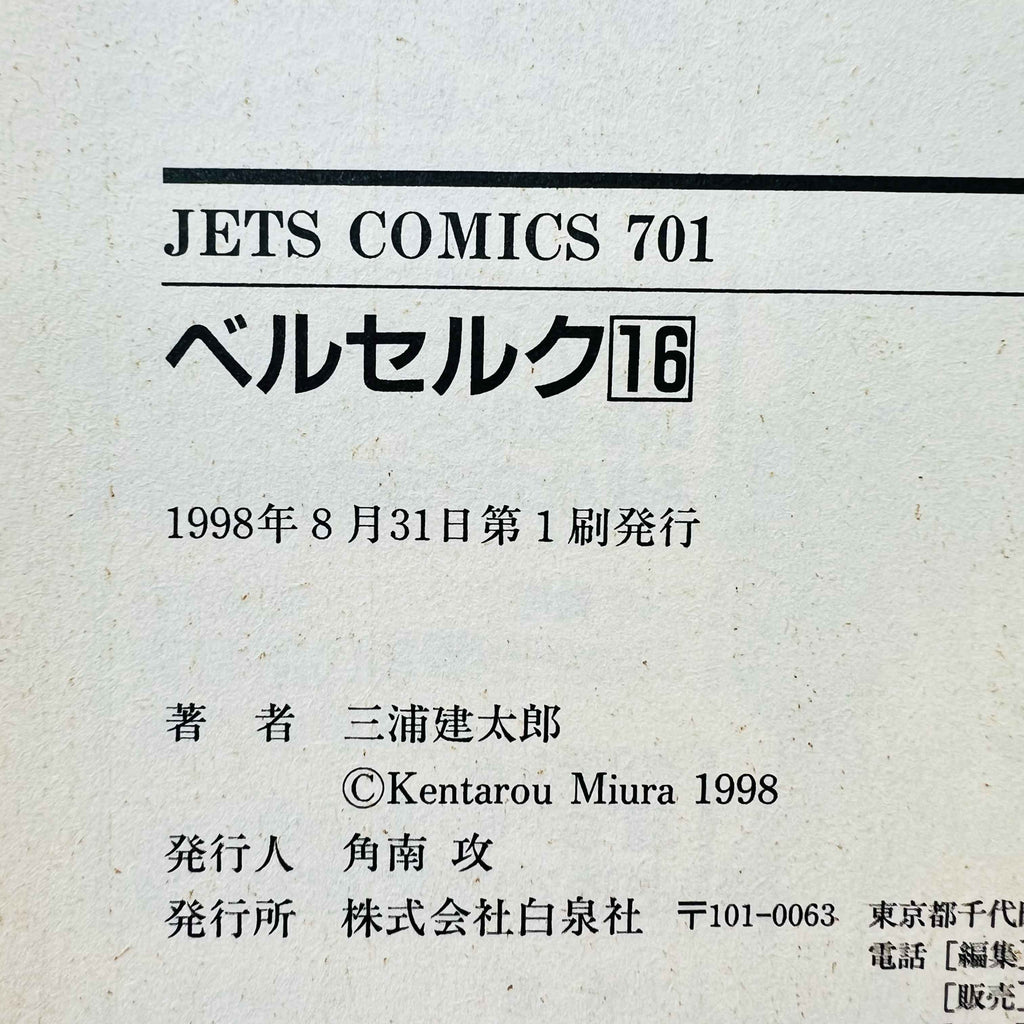 JETS COMICS 701
ベルセルク16
1998年8月31日第1刷発行
著 者 三浦建太郎
©Kentarou Miura 1998
発行人 角南 攻
発行所 株式会社白泉社 〒101-0063 東京都千代
電話［編集］
［販売］